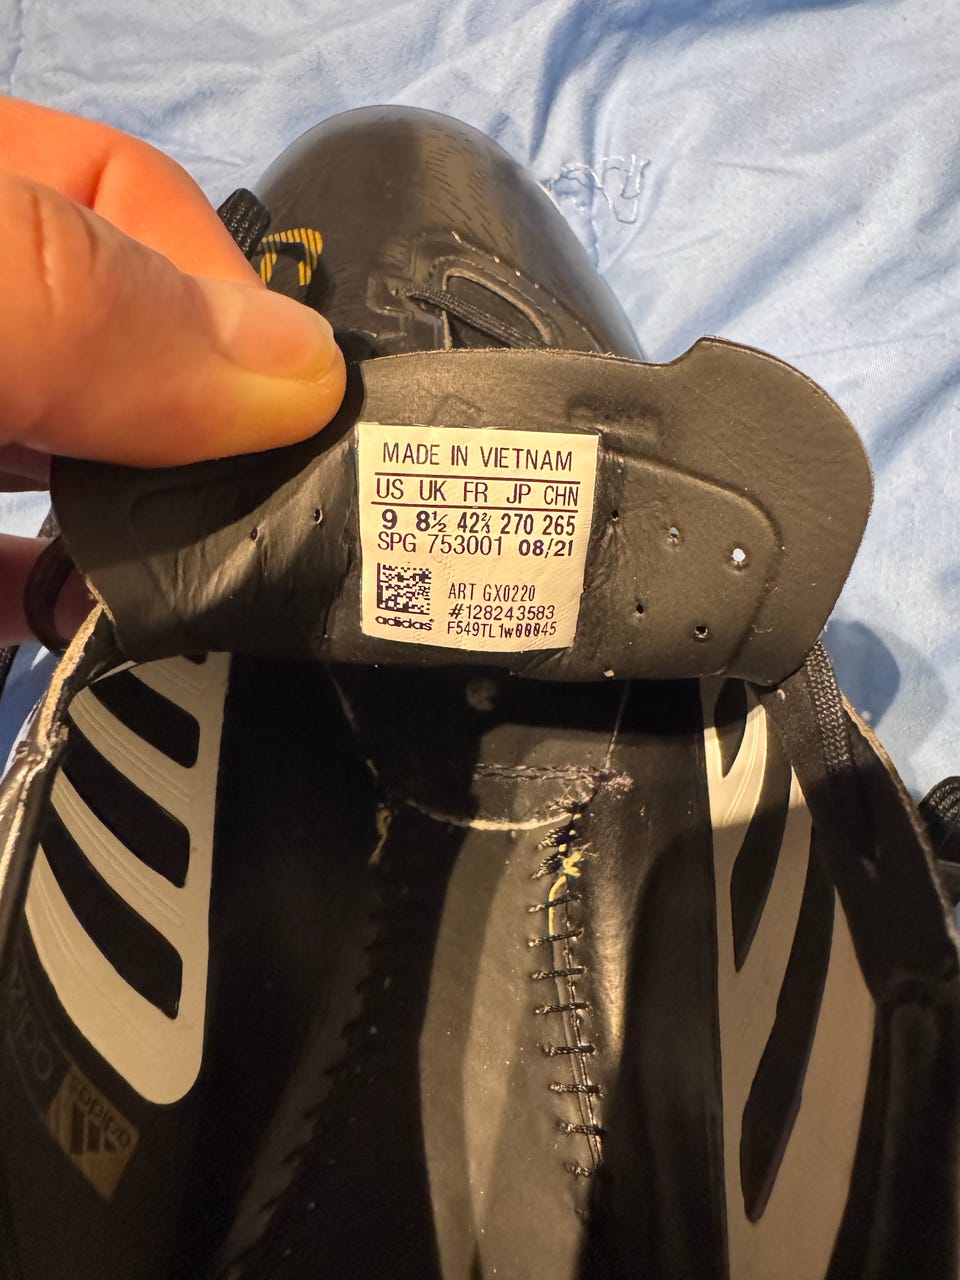 MADE IN VIETNAM
US UK FR JP CHN
9 8½ 42⅔ 270 265
SPG 753001 08/21
ART GX0220
#128243583
adidas F549TL1w00045
adidas